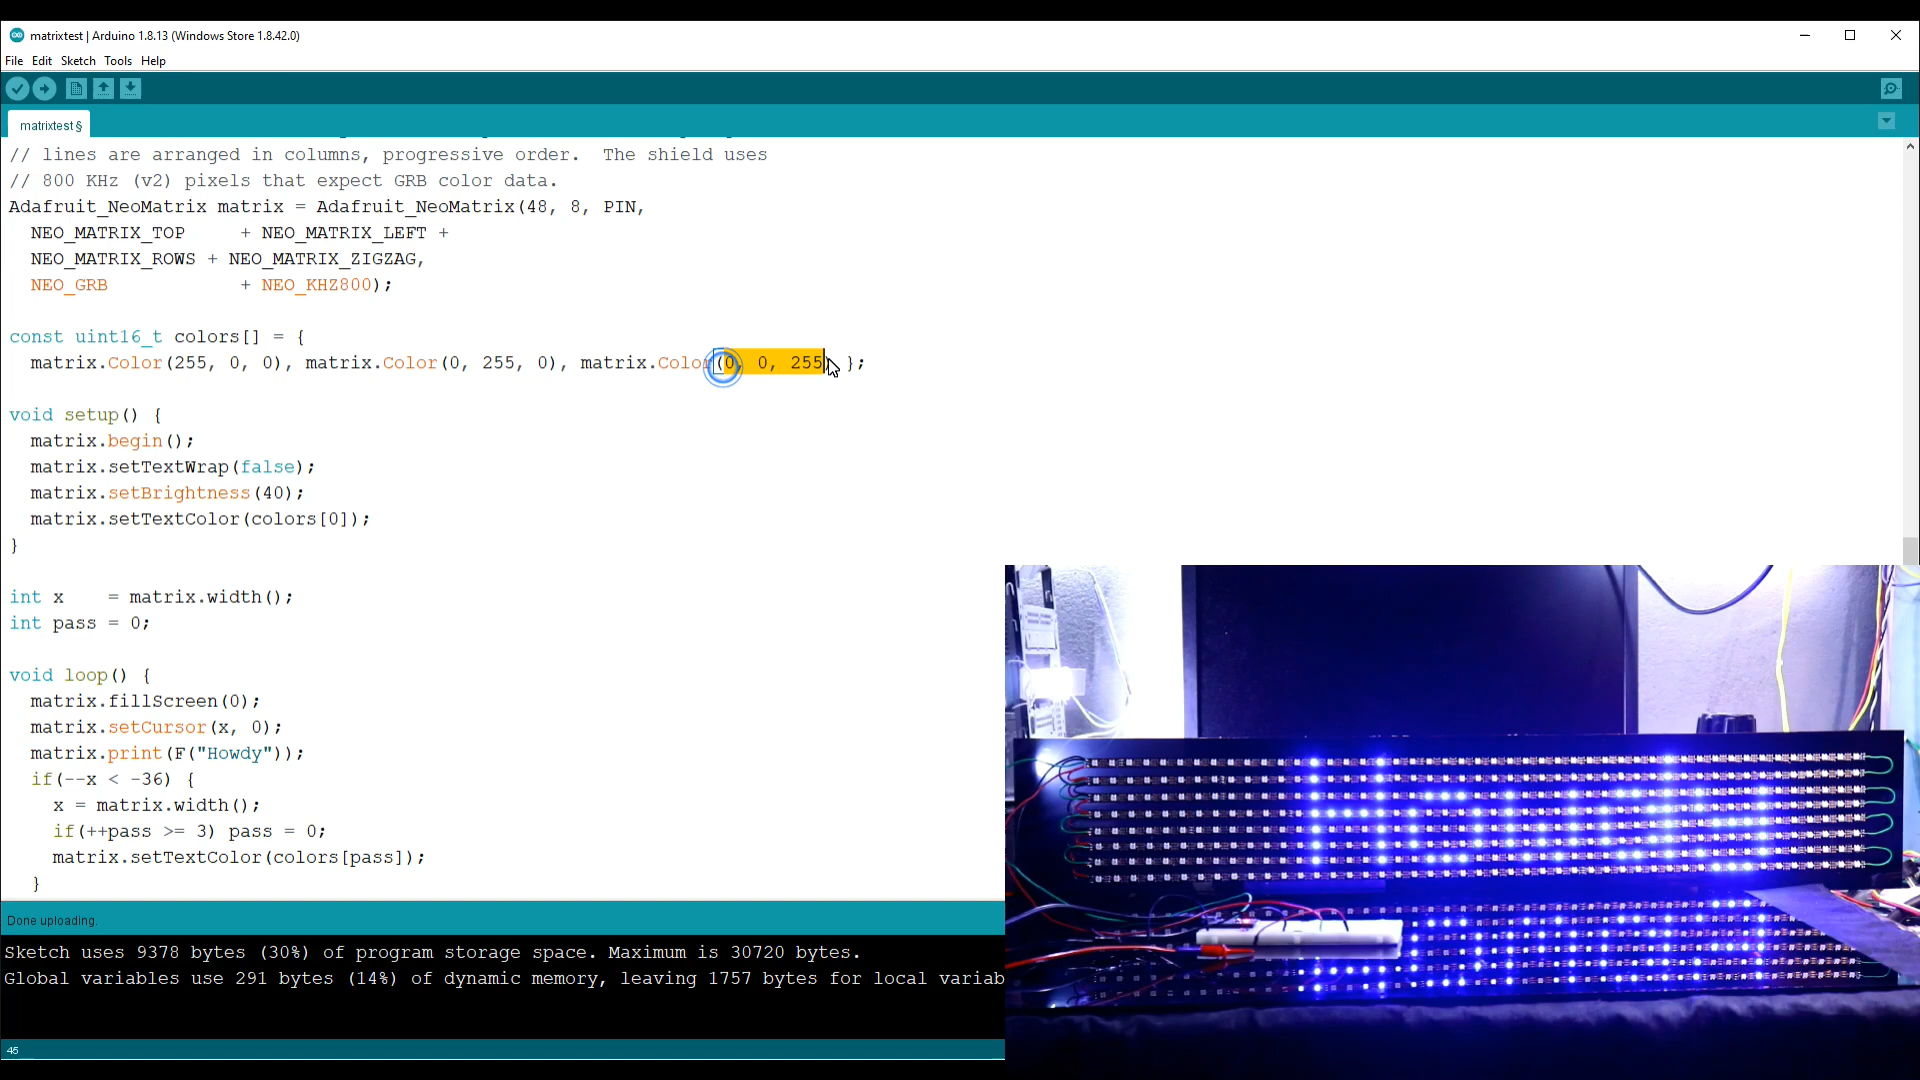 matrixtest | Arduino 1.8.13 (Windows Store 1.8.42.0)
File Edit Sketch Tools Help
matrixtest §
// lines are arranged in columns, progressive order.  The shield uses
// 800 KHz (v2) pixels that expect GRB color data.
Adafruit_NeoMatrix matrix = Adafruit_NeoMatrix(48, 8, PIN,
  NEO_MATRIX_TOP     + NEO_MATRIX_LEFT +
  NEO_MATRIX_ROWS + NEO_MATRIX_ZIGZAG,
  NEO_GRB            + NEO_KHZ800);
const uint16_t colors[] = {
  matrix.Color(255, 0, 0), matrix.Color(0, 255, 0), matrix.Color(0, 0, 255) };
void setup() {
  matrix.begin();
  matrix.setTextWrap(false);
  matrix.setBrightness(40);
  matrix.setTextColor(colors[0]);
}
int x    = matrix.width();
int pass = 0;
void loop() {
  matrix.fillScreen(0);
  matrix.setCursor(x, 0);
  matrix.print(F("Howdy"));
  if(--x < -36) {
    x = matrix.width();
    if(++pass >= 3) pass = 0;
    matrix.setTextColor(colors[pass]);
  }
Howdy
Done uploading.
Sketch uses 9378 bytes (30%) of program storage space. Maximum is 30720 bytes.
Global variables use 291 bytes (14%) of dynamic memory, leaving 1757 bytes for local variab
45